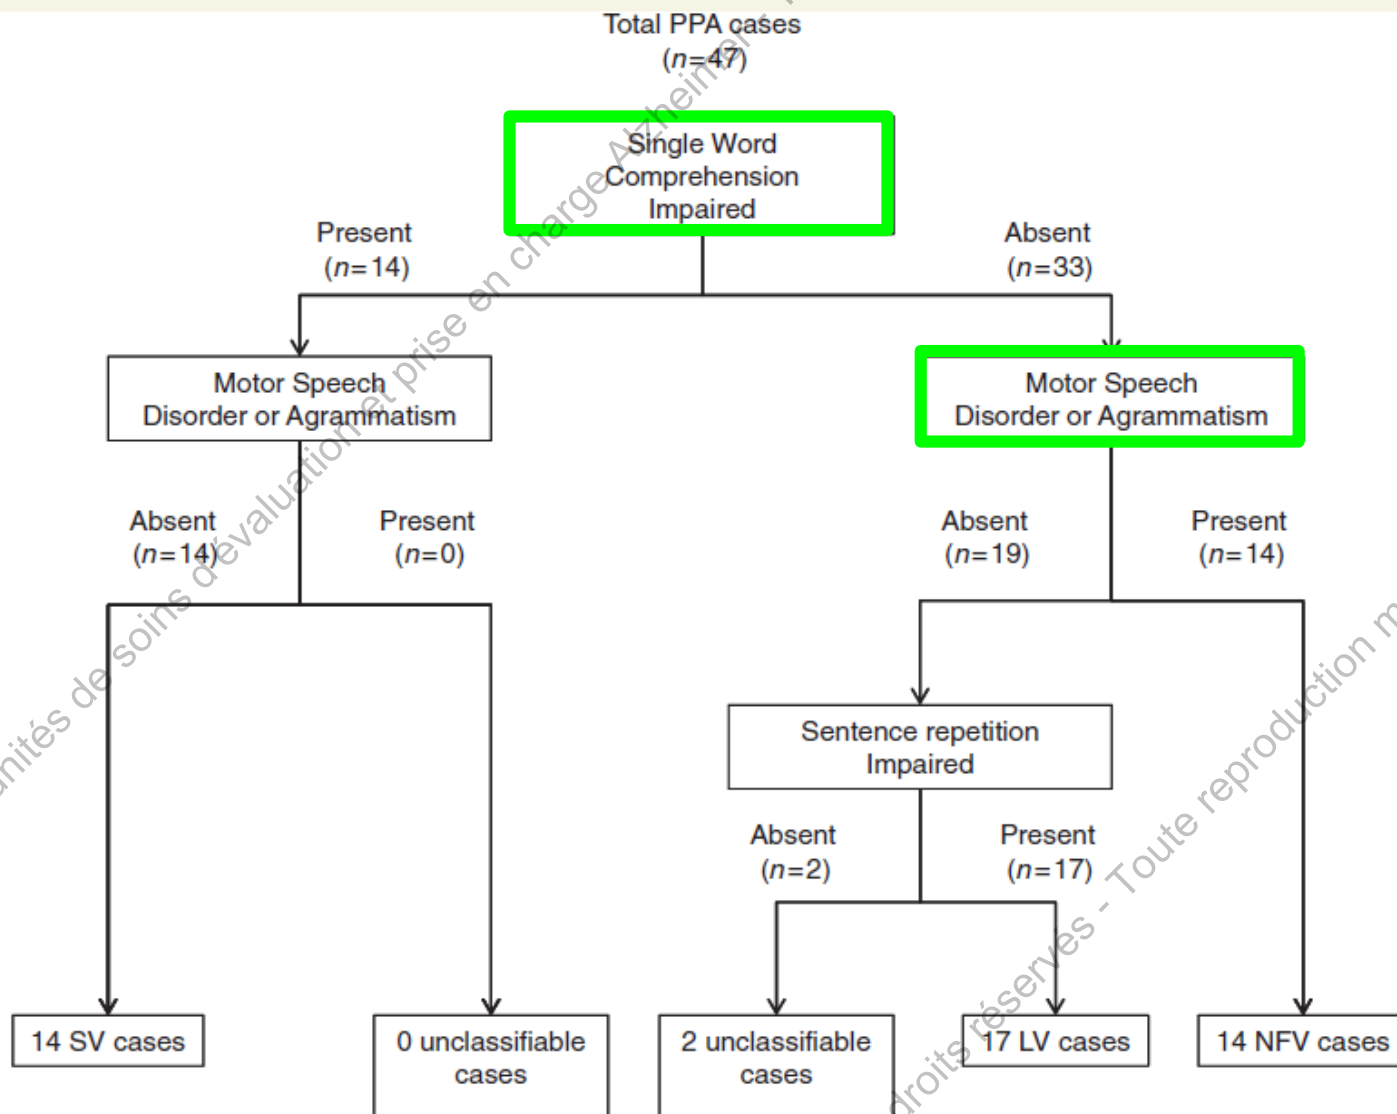 Total PPA cases
(n=47)
Single Word
Comprehension
Impaired
Present
(n=14)
Absent
(n=33)
Motor Speech
Disorder or Agrammatism
Motor Speech
Disorder or Agrammatism
Absent
(n=14)
Present
(n=0)
Absent
(n=19)
Present
(n=14)
Sentence repetition
Impaired
Absent
(n=2)
Present
(n=17)
14 SV cases
0 unclassifiable
cases
2 unclassifiable
cases
17 LV cases
14 NFV cases
de soins d'évaluation et prise en charge Alzheimer -
droits réservés - Toute reproduction